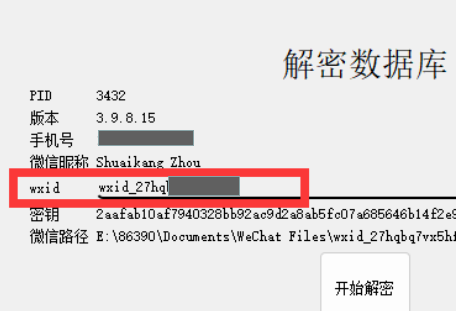 解密数据库
PID 3432
版本 3.9.8.15
手机号
微信昵称 Shuaikang Zhou
wxid wxid_27hq
密钥 2aafab10af7940328bb92ac9d2a8ab5fc07a685646b14f2e9
微信路径 E:\86390\Documents\WeChat Files\wxid_27hqbq7vx5hf
开始解密